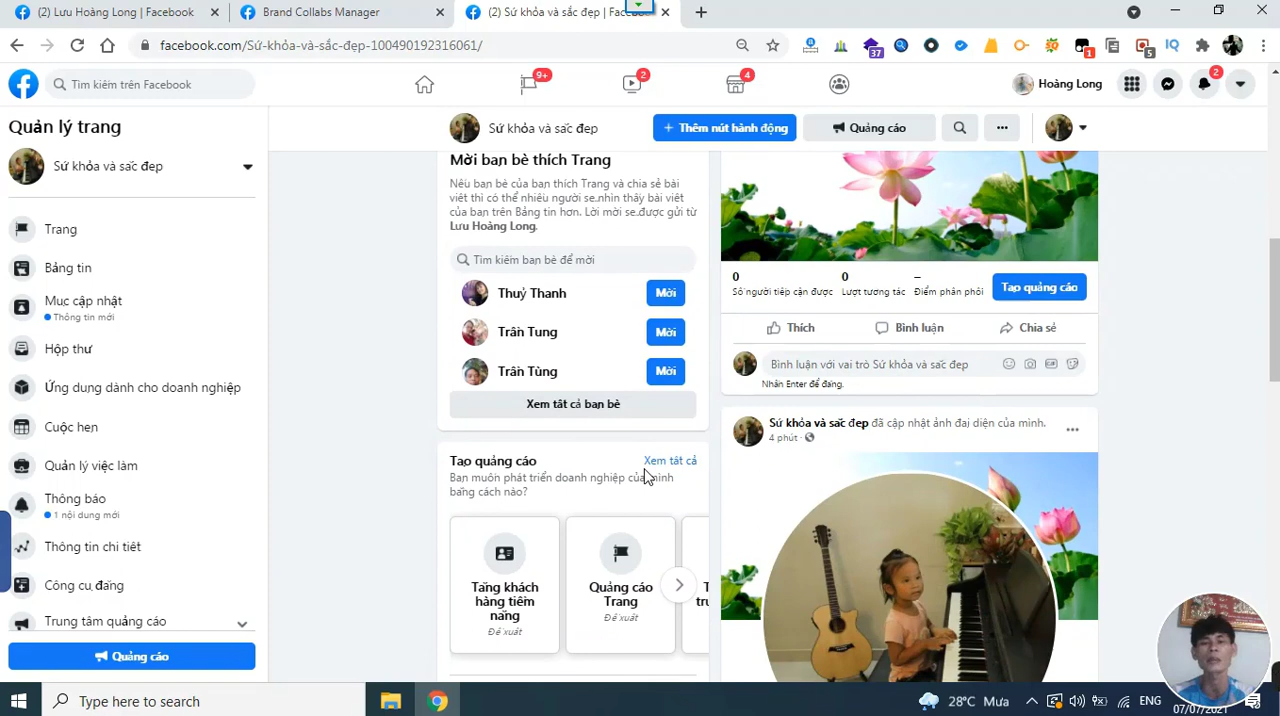 (2) Lưu Hoàng Long | Facebook
Brand Collabs Manager
(2) Sứ khỏa và sắc đẹp | Fac
facebook.com/Sứ-khỏa-và-sắc-đẹp-100490192316061/
37
1
5
IQ
Tìm kiếm trên Facebook
9+
2
4
Hoàng Long
2
Quản lý trang
Sứ khỏa và sắc đẹp
Thêm nút hành động
Quảng cáo
Sứ khỏa và sắc đẹp
Trang
Bảng tin
Mục cập nhật
Thông tin mới
Hộp thư
Ứng dụng dành cho doanh nghiệp
Cuộc hẹn
Quản lý việc làm
Thông báo
1 nội dung mới
Thông tin chi tiết
Công cụ đăng
Trung tâm quảng cáo
Quảng cáo
Mời bạn bè thích Trang
Nếu bạn bè của bạn thích Trang và chia sẻ bài
viết thì có thể nhiều người sẽ nhìn thấy bài viết
của bạn trên Bảng tin hơn. Lời mời sẽ được gửi từ
Lưu Hoàng Long.
Tìm kiếm bạn bè để mời
Thuỷ Thanh
Mời
Trần Tung
Mời
Trần Tùng
Mời
Xem tất cả bạn bè
Tạo quảng cáo
Xem tất cả
Bạn muốn phát triển doanh nghiệp của mình
bằng cách nào?
Tăng khách
hàng tiềm
năng
Đề xuất
Quảng cáo
Trang
Đề xuất
0
Số người tiếp cận được
0
Lượt tương tác
–
Điểm phân phối
Tạo quảng cáo
Thích
Bình luận
Chia sẻ
Bình luận với vai trò Sứ khỏa và sắc đẹp
GIF
Nhấn Enter để đăng.
Sứ khỏa và sắc đẹp đã cập nhật ảnh đại diện của mình.
4 phút
Type here to search
28°C Mưa
ENG
07/07/2021